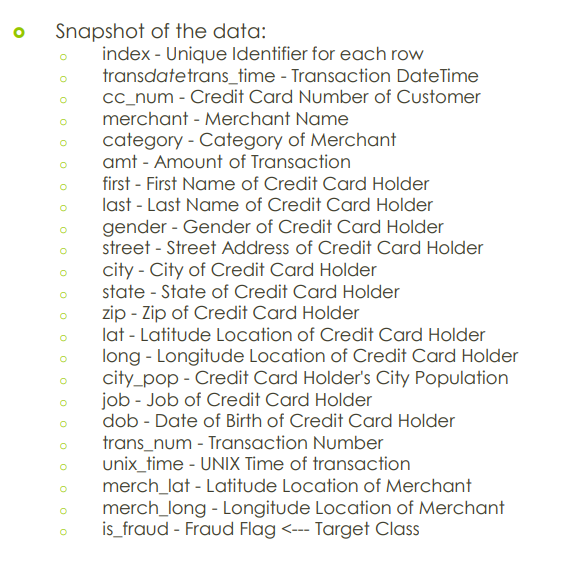 Snapshot of the data:
index - Unique Identifier for each row
transdatetrans_time - Transaction DateTime
cc_num - Credit Card Number of Customer
merchant - Merchant Name
category - Category of Merchant
amt - Amount of Transaction
first - First Name of Credit Card Holder
last - Last Name of Credit Card Holder
gender - Gender of Credit Card Holder
street - Street Address of Credit Card Holder
city - City of Credit Card Holder
state - State of Credit Card Holder
zip - Zip of Credit Card Holder
lat - Latitude Location of Credit Card Holder
long - Longitude Location of Credit Card Holder
city_pop - Credit Card Holder's City Population
job - Job of Credit Card Holder
dob - Date of Birth of Credit Card Holder
trans_num - Transaction Number
unix_time - UNIX Time of transaction
merch_lat - Latitude Location of Merchant
merch_long - Longitude Location of Merchant
is_fraud - Fraud Flag <--- Target Class